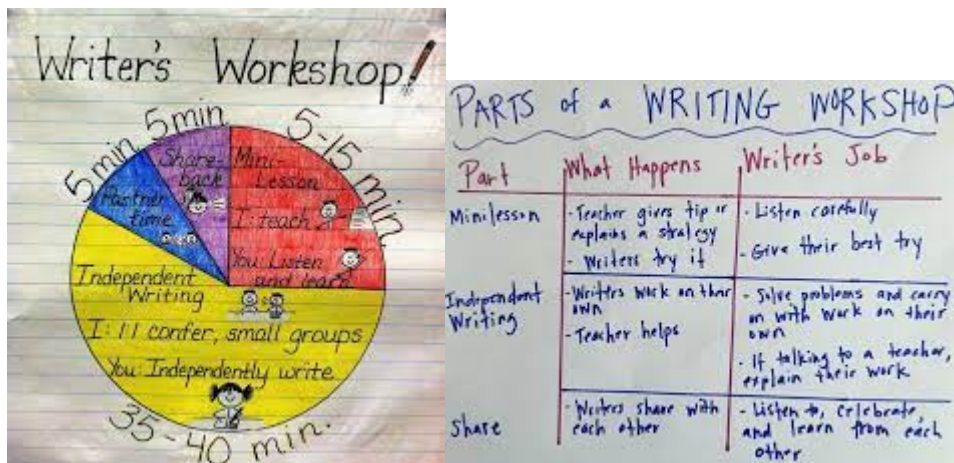 Writer's Workshop!
5 min
5 min
5-15 min
Share-
back
Mini-
Lesson
I: teach
You: Listen
and learn
Partner
time
Independent
Writing
I: 1:1 confer, small groups
You: Independently write
35-40 min.
PARTS of a WRITING WORKSHOP
Part
What Happens
Writer's Job
Minilesson
- Teacher gives tip or
explains a strategy
- Writers try it
- Listen carefully
- Give their best try
Independent
Writing
- Writers work on their
own
- Teacher helps
- Solve problems and carry
on with work on their
own
- If talking to a teacher,
explain their work
Share
- Writers share with
each other
- Listen to, celebrate,
and learn from each
other